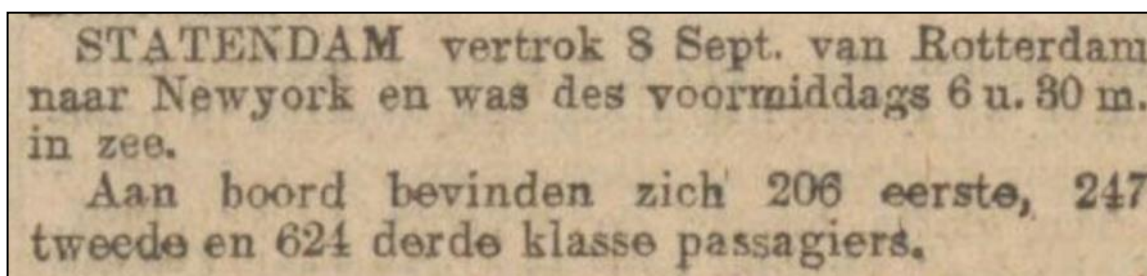 STATENDAM vertrok 8 Sept. van Rotterdam
naar Newyork en was des voormiddags 6 u. 30 m.
in zee.
Aan boord bevinden zich 206 eerste, 247
tweede en 624 derde klasse passagiers.